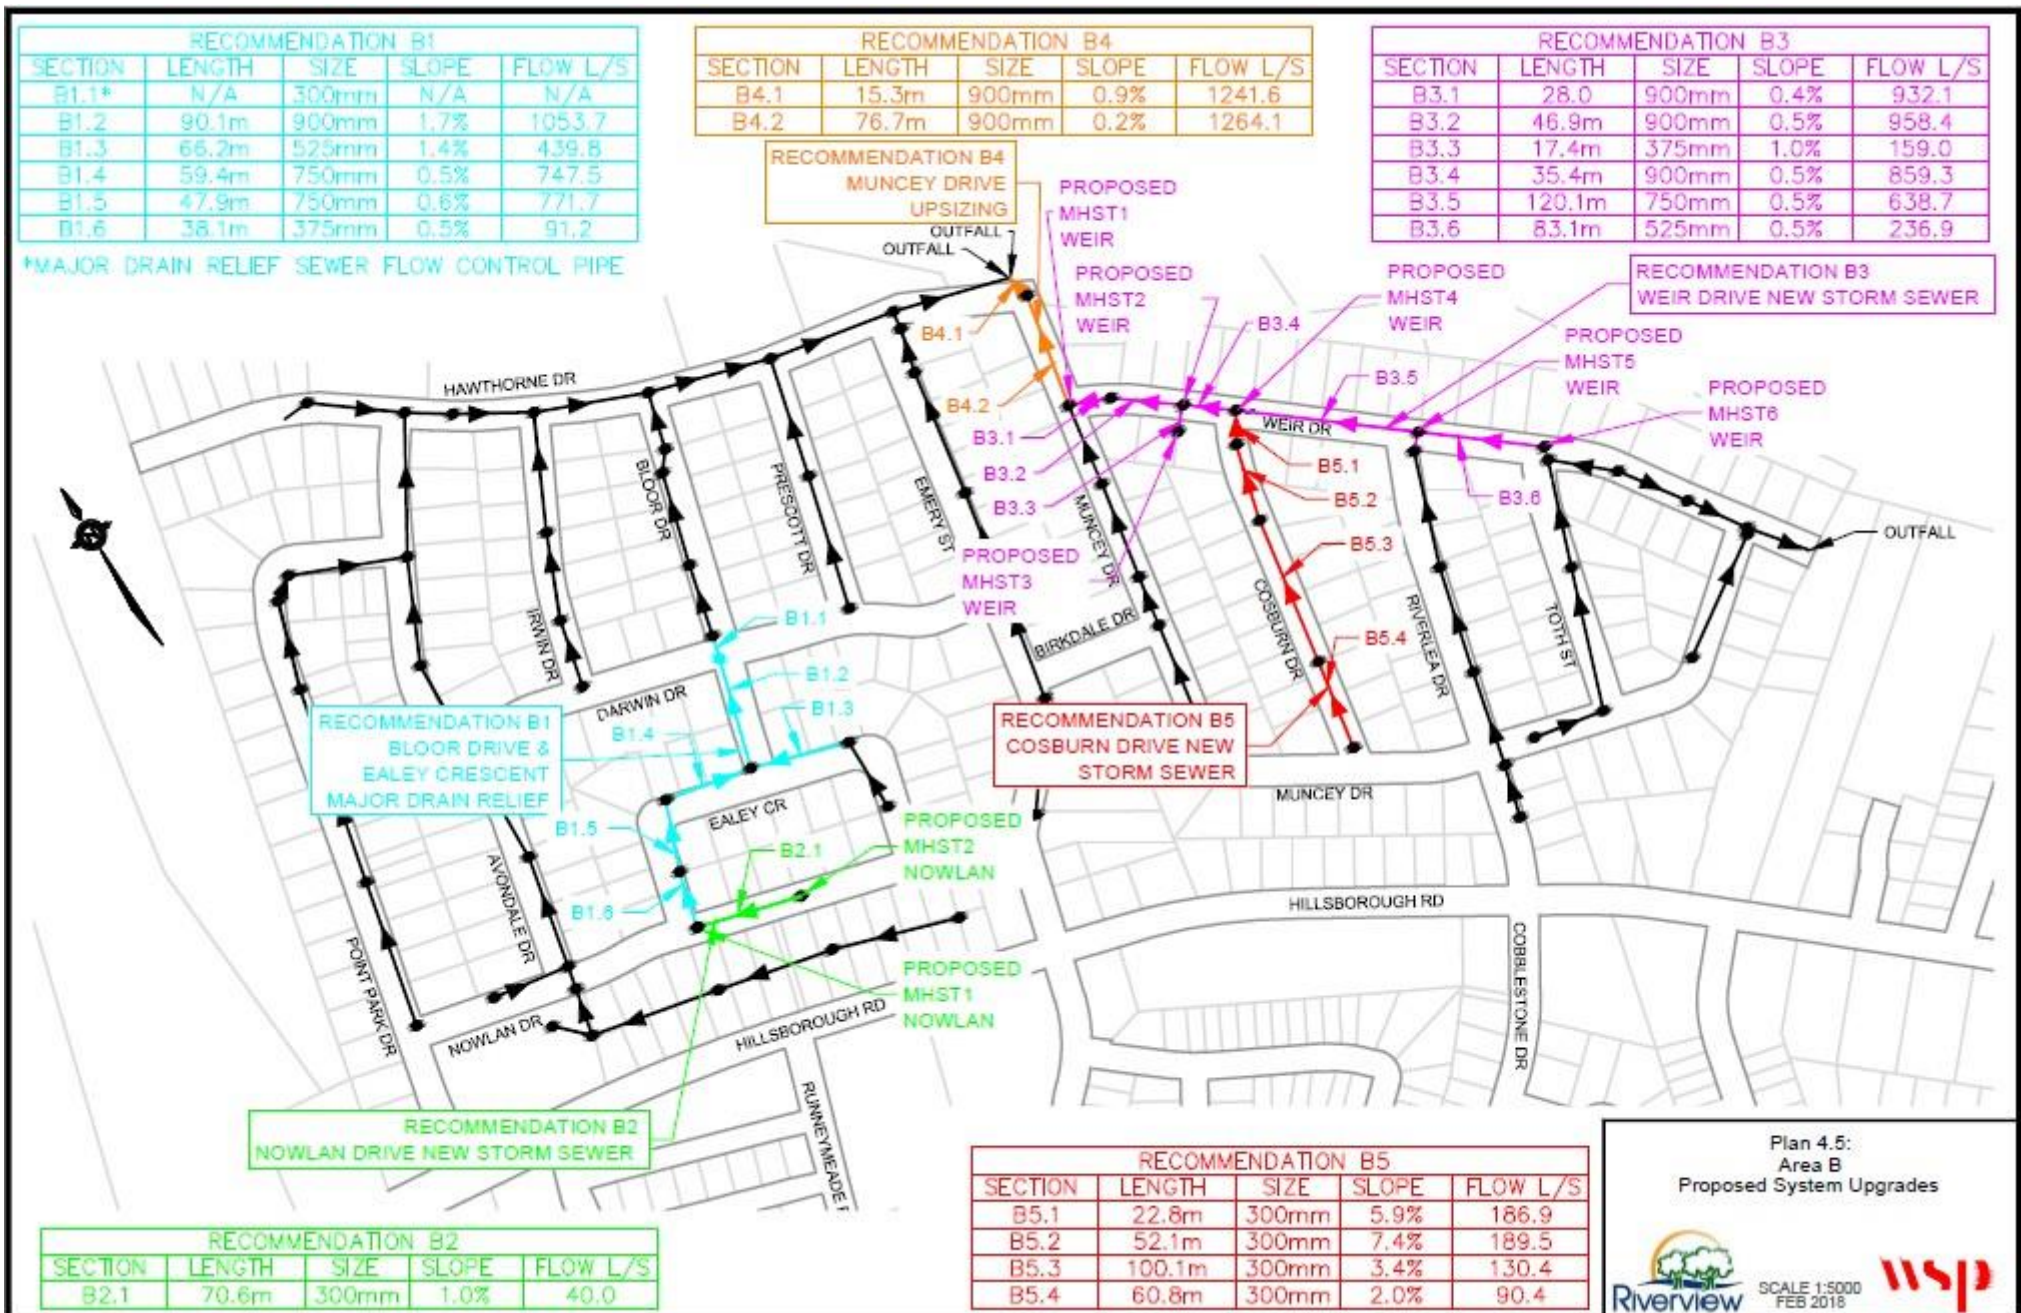 RECOMMENDATION B1
SECTION LENGTH SIZE SLOPE FLOW L/S
B1.1* N/A 300mm N/A N/A
B1.2 90.1m 900mm 1.7% 1053.7
B1.3 66.2m 525mm 1.4% 439.8
B1.4 59.4m 750mm 0.5% 747.5
B1.5 47.9m 750mm 0.6% 771.7
B1.6 38.1m 375mm 0.5% 91.2
*MAJOR DRAIN RELIEF SEWER FLOW CONTROL PIPE
RECOMMENDATION B4
SECTION LENGTH SIZE SLOPE FLOW L/S
B4.1 15.3m 900mm 0.9% 1241.6
B4.2 76.7m 900mm 0.2% 1264.1
RECOMMENDATION B3
SECTION LENGTH SIZE SLOPE FLOW L/S
B3.1 28.0 900mm 0.4% 932.1
B3.2 46.9m 900mm 0.5% 958.4
B3.3 17.4m 375mm 1.0% 159.0
B3.4 35.4m 900mm 0.5% 859.3
B3.5 120.1m 750mm 0.5% 638.7
B3.6 83.1m 525mm 0.5% 236.9
RECOMMENDATION B4
MUNCEY DRIVE
UPSIZING
OUTFALL
OUTFALL
PROPOSED
MHST1
WEIR
PROPOSED
MHST2
WEIR
PROPOSED
MHST4
WEIR
RECOMMENDATION B3
WEIR DRIVE NEW STORM SEWER
PROPOSED
MHST5
WEIR
PROPOSED
MHST6
WEIR
B4.1
B4.2
B3.4
B3.5
B3.1
B3.2
B3.3
B3.6
PROPOSED
MHST3
WEIR
B5.1
B5.2
B5.3
B5.4
OUTFALL
HAWTHORNE DR
WEIR DR
BLOOR DR
PRESCOTT DR
EMERY ST
MUNCEY DR
IRWIN DR
DARWIN DR
BIRKDALE DR
COSBURN DR
RIVERLEA DR
TOTH ST
B1.1
B1.2
B1.3
B1.4
B1.5
B1.6
RECOMMENDATION B1
BLOOR DRIVE &
EALEY CRESCENT
MAJOR DRAIN RELIEF
RECOMMENDATION B5
COSBURN DRIVE NEW
STORM SEWER
MUNCEY DR
EALEY CR
B2.1
PROPOSED
MHST2
NOWLAN
PROPOSED
MHST1
NOWLAN
AVONDALE DR
POINT PARK DR
NOWLAN DR
HILLSBOROUGH RD
HILLSBOROUGH RD
COBBLESTONE DR
RUNNEYMEADE
RECOMMENDATION B2
NOWLAN DRIVE NEW STORM SEWER
RECOMMENDATION B2
SECTION LENGTH SIZE SLOPE FLOW L/S
B2.1 70.6m 300mm 1.0% 40.0
RECOMMENDATION B5
SECTION LENGTH SIZE SLOPE FLOW L/S
B5.1 22.8m 300mm 5.9% 186.9
B5.2 52.1m 300mm 7.4% 189.5
B5.3 100.1m 300mm 3.4% 130.4
B5.4 60.8m 300mm 2.0% 90.4
Plan 4.5:
Area B
Proposed System Upgrades
Riverview
SCALE 1:5000
FEB 2018
wsp